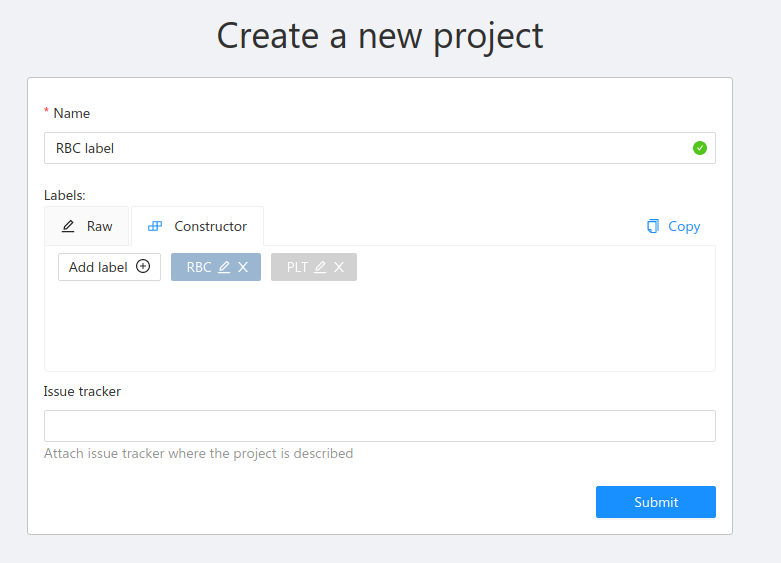 Create a new project
* Name
RBC label
Labels:
Raw Constructor Copy
Add label RBC PLT
Issue tracker
Attach issue tracker where the project is described
Submit